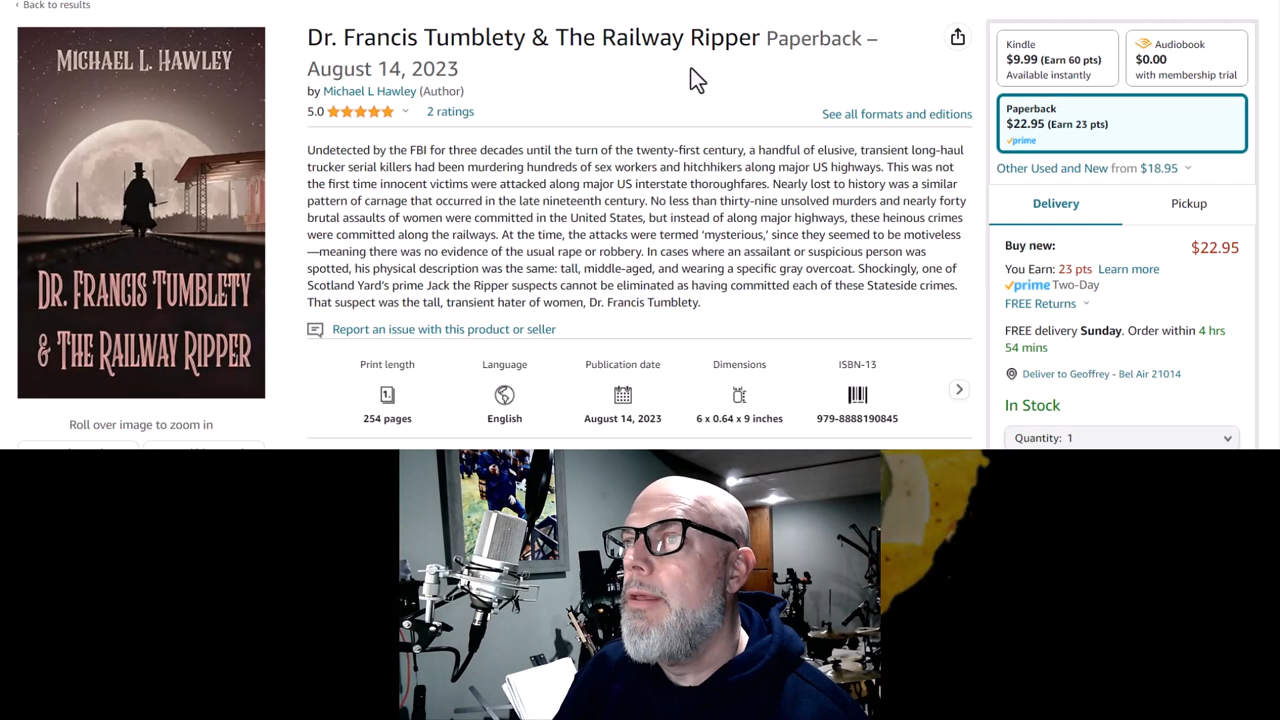 ‹ Back to results
MICHAEL L. HAWLEY
DR. FRANCIS TUMBLETY
& THE RAILWAY RIPPER
Roll over image to zoom in
Dr. Francis Tumblety & The Railway Ripper Paperback –
August 14, 2023
by Michael L Hawley (Author)
5.0 2 ratings
See all formats and editions
Undetected by the FBI for three decades until the turn of the twenty-first century, a handful of elusive, transient long-haul
trucker serial killers had been murdering hundreds of sex workers and hitchhikers along major US highways. This was not
the first time innocent victims were attacked along major US interstate thoroughfares. Nearly lost to history was a similar
pattern of carnage that occurred in the late nineteenth century. No less than thirty-nine unsolved murders and nearly forty
brutal assaults of women were committed in the United States, but instead of along major highways, these heinous crimes
were committed along the railways. At the time, the attacks were termed ‘mysterious,’ since they seemed to be motiveless
—meaning there was no evidence of the usual rape or robbery. In cases where an assailant or suspicious person was
spotted, his physical description was the same: tall, middle-aged, and wearing a specific gray overcoat. Shockingly, one of
Scotland Yard’s prime Jack the Ripper suspects cannot be eliminated as having committed each of these Stateside crimes.
That suspect was the tall, transient hater of women, Dr. Francis Tumblety.
Report an issue with this product or seller
Print length Language Publication date Dimensions ISBN-13
1.
254 pages English August 14, 2023 6 x 0.64 x 9 inches 979-8888190845
Kindle
$9.99 (Earn 60 pts)
Available instantly
Audiobook
$0.00
with membership trial
Paperback
$22.95 (Earn 23 pts)
prime
Other Used and New from $18.95
Delivery Pickup
Buy new: $22.95
You Earn: 23 pts Learn more
prime Two-Day
FREE Returns
FREE delivery Sunday. Order within 4 hrs
54 mins
Deliver to Geoffrey - Bel Air 21014
In Stock
Quantity: 1